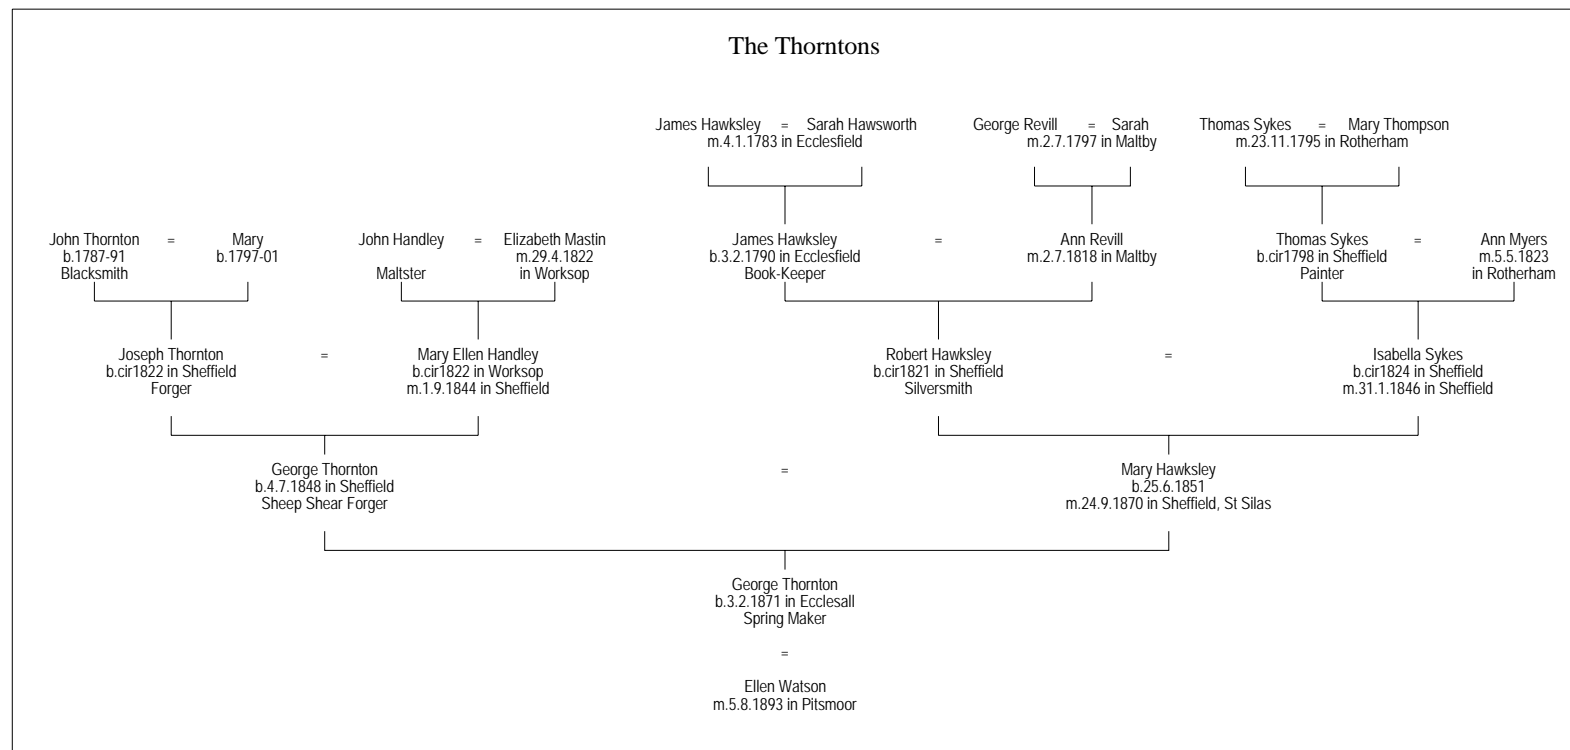 The Thorntons
James Hawksley = Sarah Hawsworth
m.4.1.1783 in Ecclesfield
George Revill = Sarah
m.2.7.1797 in Maltby
Thomas Sykes = Mary Thompson
m.23.11.1795 in Rotherham
John Thornton = Mary
b.1787-91 b.1797-01
Blacksmith
John Handley = Elizabeth Mastin
m.29.4.1822
Maltster in Worksop
James Hawksley = Ann Revill
b.3.2.1790 in Ecclesfield m.2.7.1818 in Maltby
Book-Keeper
Thomas Sykes = Ann Myers
b.cir1798 in Sheffield m.5.5.1823
Painter in Rotherham
Joseph Thornton = Mary Ellen Handley
b.cir1822 in Sheffield b.cir1822 in Worksop
Forger m.1.9.1844 in Sheffield
Robert Hawksley = Isabella Sykes
b.cir1821 in Sheffield b.cir1824 in Sheffield
Silversmith m.31.1.1846 in Sheffield
George Thornton = Mary Hawksley
b.4.7.1848 in Sheffield b.25.6.1851
Sheep Shear Forger m.24.9.1870 in Sheffield, St Silas
George Thornton
b.3.2.1871 in Ecclesall
Spring Maker
=
Ellen Watson
m.5.8.1893 in Pitsmoor